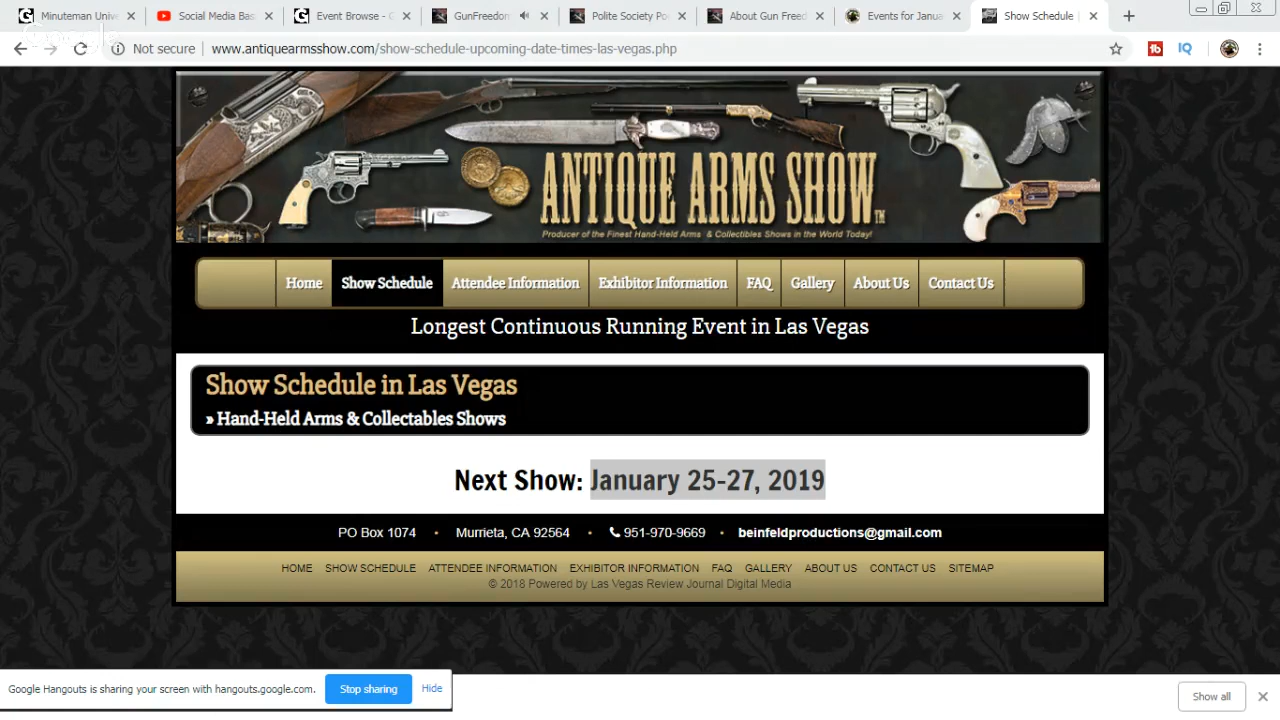 Minuteman Unive
Social Media Bas
Event Browse - G
GunFreedom
Polite Society Po
About Gun Freed
Events for Janua
Show Schedule |
Google
Not secure | www.antiquearmsshow.com/show-schedule-upcoming-date-times-las-vegas.php
ANTIQUE ARMS SHOW™
Producer of the Finest Hand-Held Arms & Collectibles Shows in the World Today!
Home Show Schedule Attendee Information Exhibitor Information FAQ Gallery About Us Contact Us
Longest Continuous Running Event in Las Vegas
Show Schedule in Las Vegas
» Hand-Held Arms & Collectables Shows
Next Show: January 25-27, 2019
PO Box 1074 • Murrieta, CA 92564 • 951-970-9669 • beinfeldproductions@gmail.com
HOME SHOW SCHEDULE ATTENDEE INFORMATION EXHIBITOR INFORMATION FAQ GALLERY ABOUT US CONTACT US SITEMAP
© 2018 Powered by Las Vegas Review Journal Digital Media
Google Hangouts is sharing your screen with hangouts.google.com. Stop sharing Hide
Show all